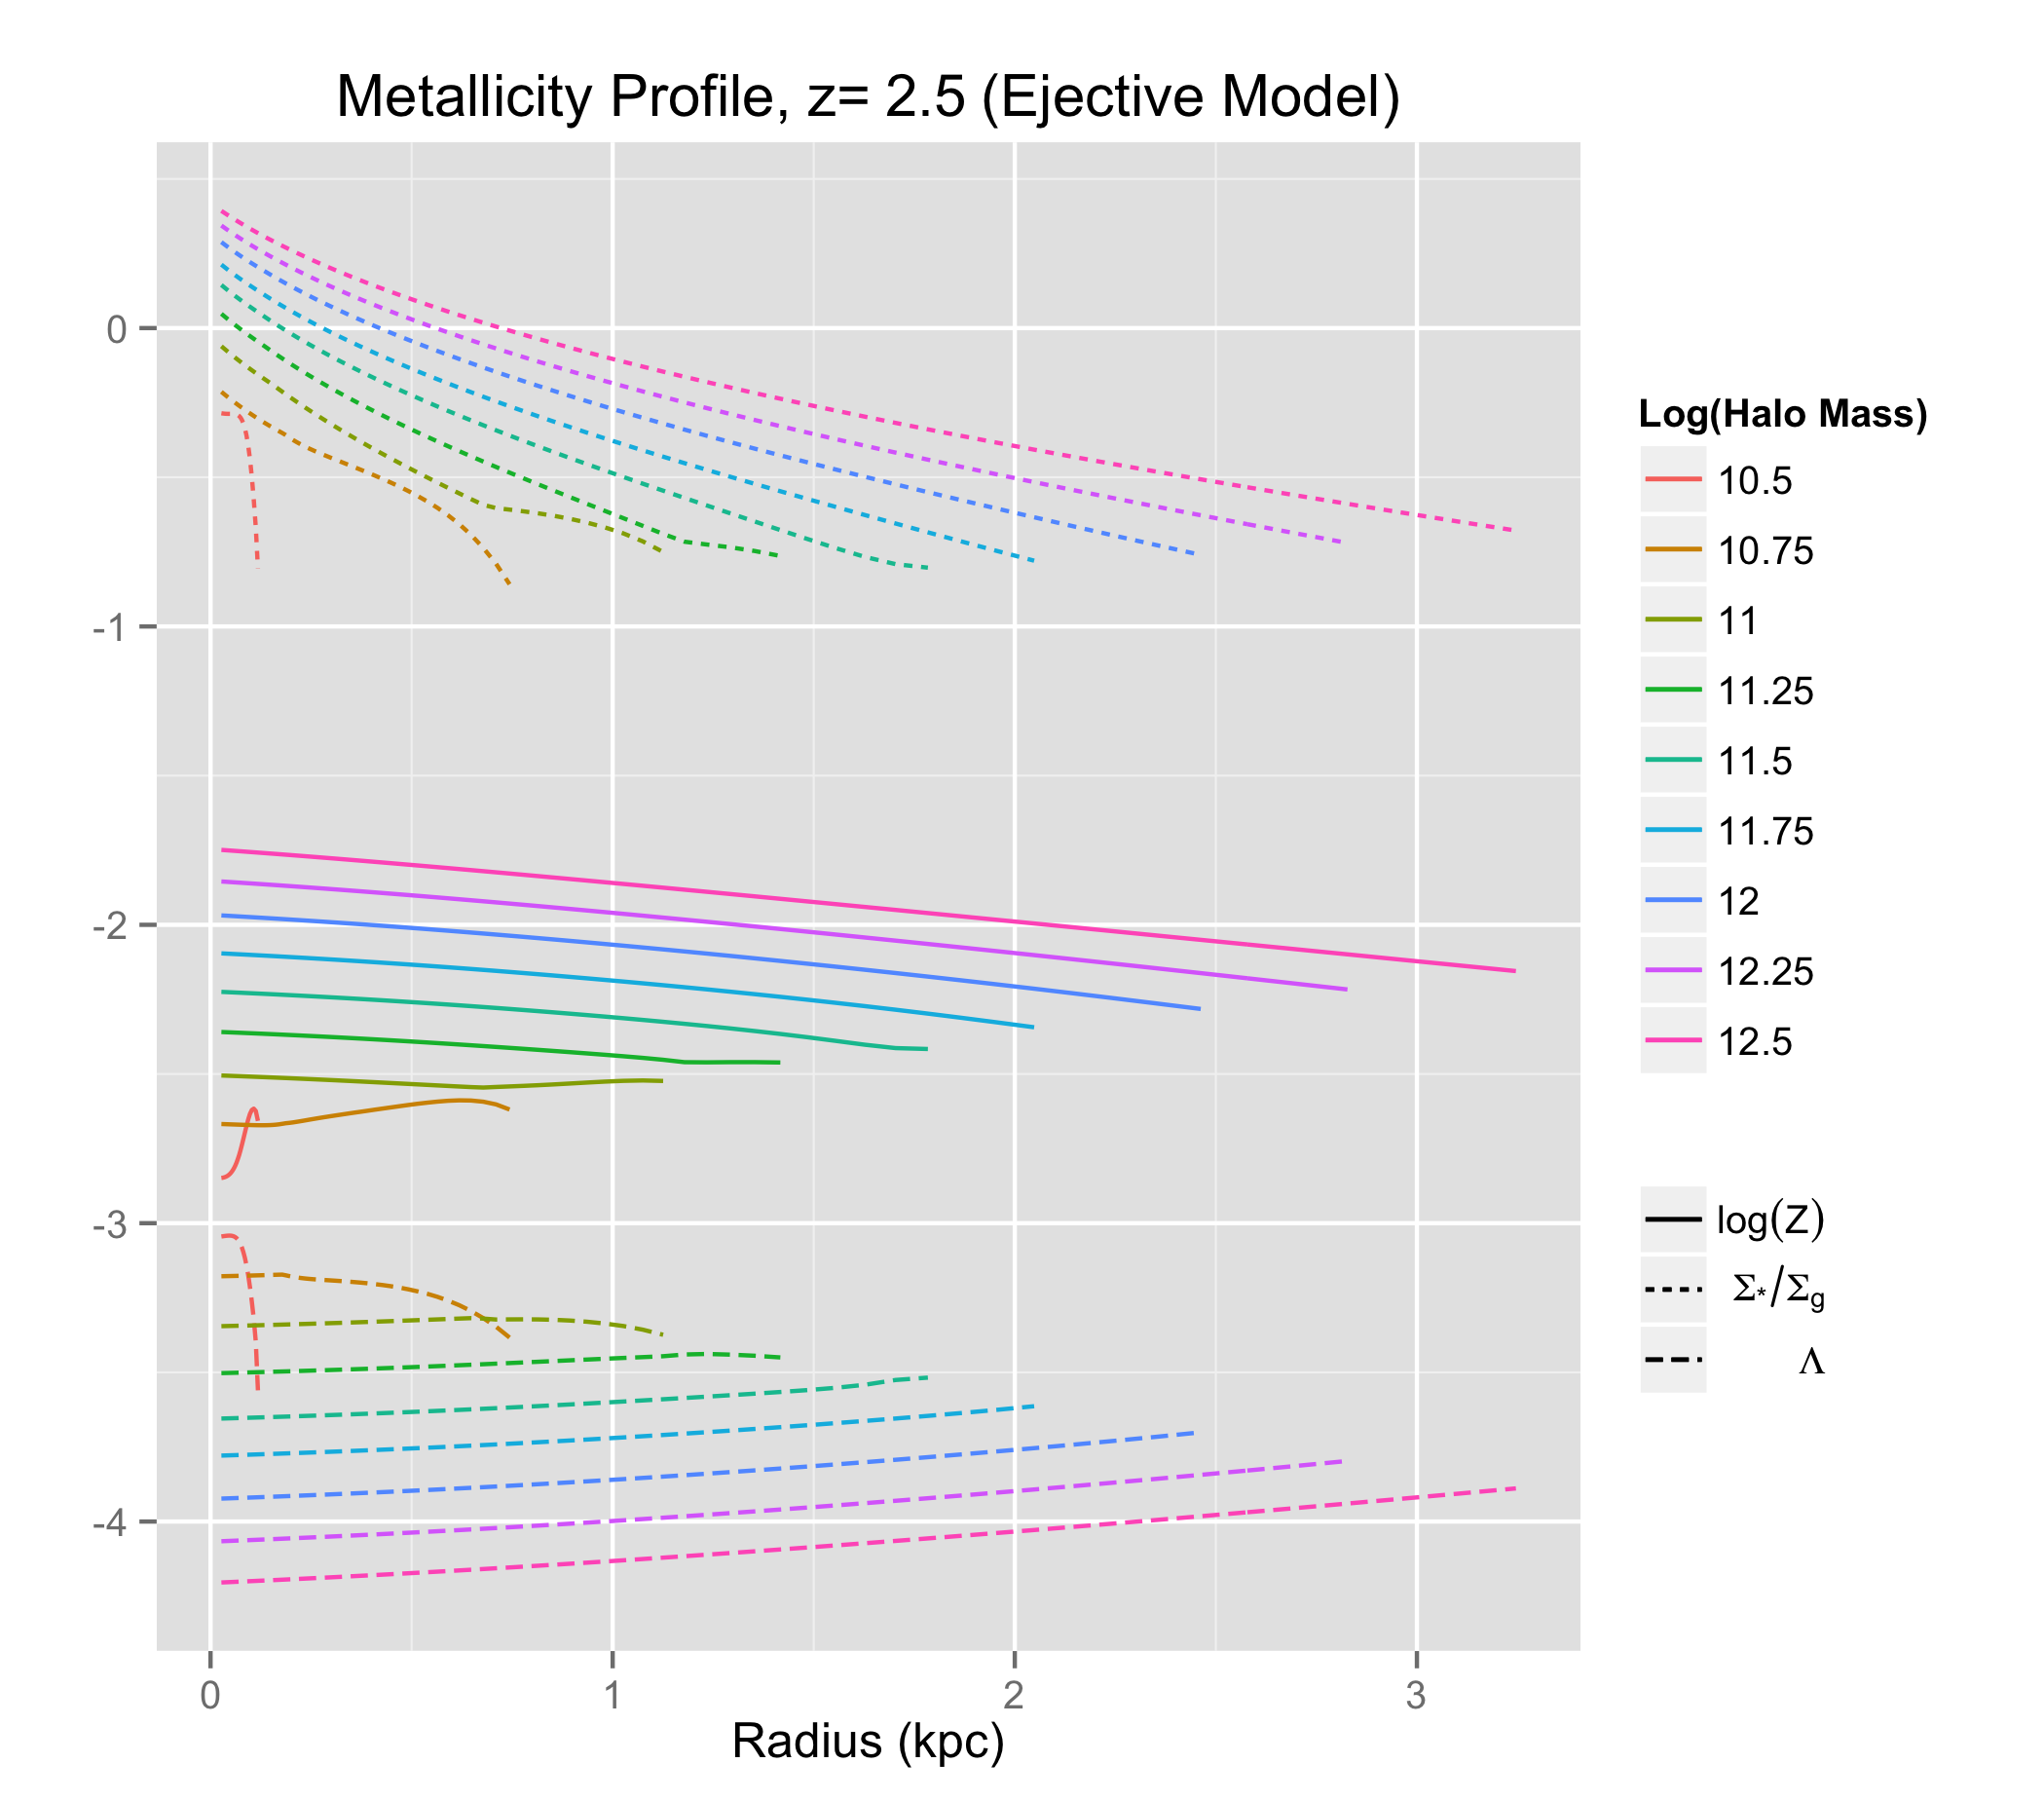 Metallicity Profile, z= 2.5 (Ejective Model)
0
-1
-2
-3
-4
0 1 2 3
Radius (kpc)
Log(Halo Mass)
10.5
10.75
11
11.25
11.5
11.75
12
12.25
12.5
log(Z)
Σ*/Σg
Λ